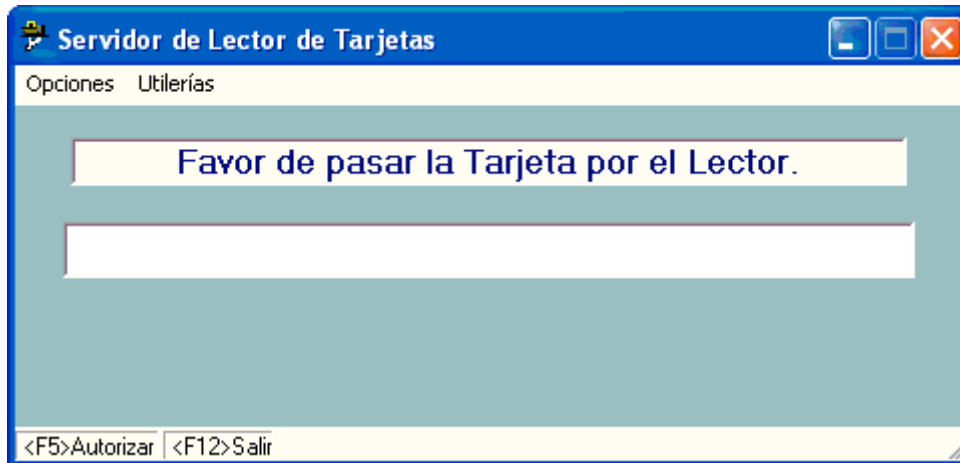 Servidor de Lector de Tarjetas
Opciones Utilerías
Favor de pasar la Tarjeta por el Lector.
<F5>Autorizar <F12>Salir